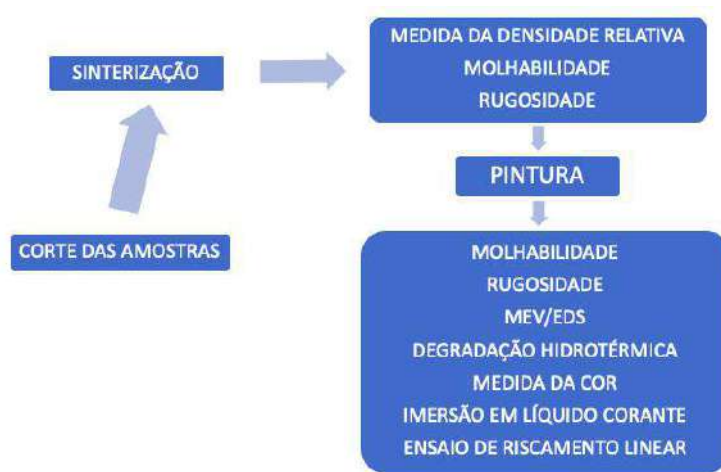 CORTE DAS AMOSTRAS
SINTERIZAÇÃO
MEDIDA DA DENSIDADE RELATIVA
MOLHABILIDADE
RUGOSIDADE
PINTURA
MOLHABILIDADE
RUGOSIDADE
MEV/EDS
DEGRADAÇÃO HIDROTÉRMICA
MEDIDA DA COR
IMERSÃO EM LÍQUIDO CORANTE
ENSAIO DE RISCAMENTO LINEAR